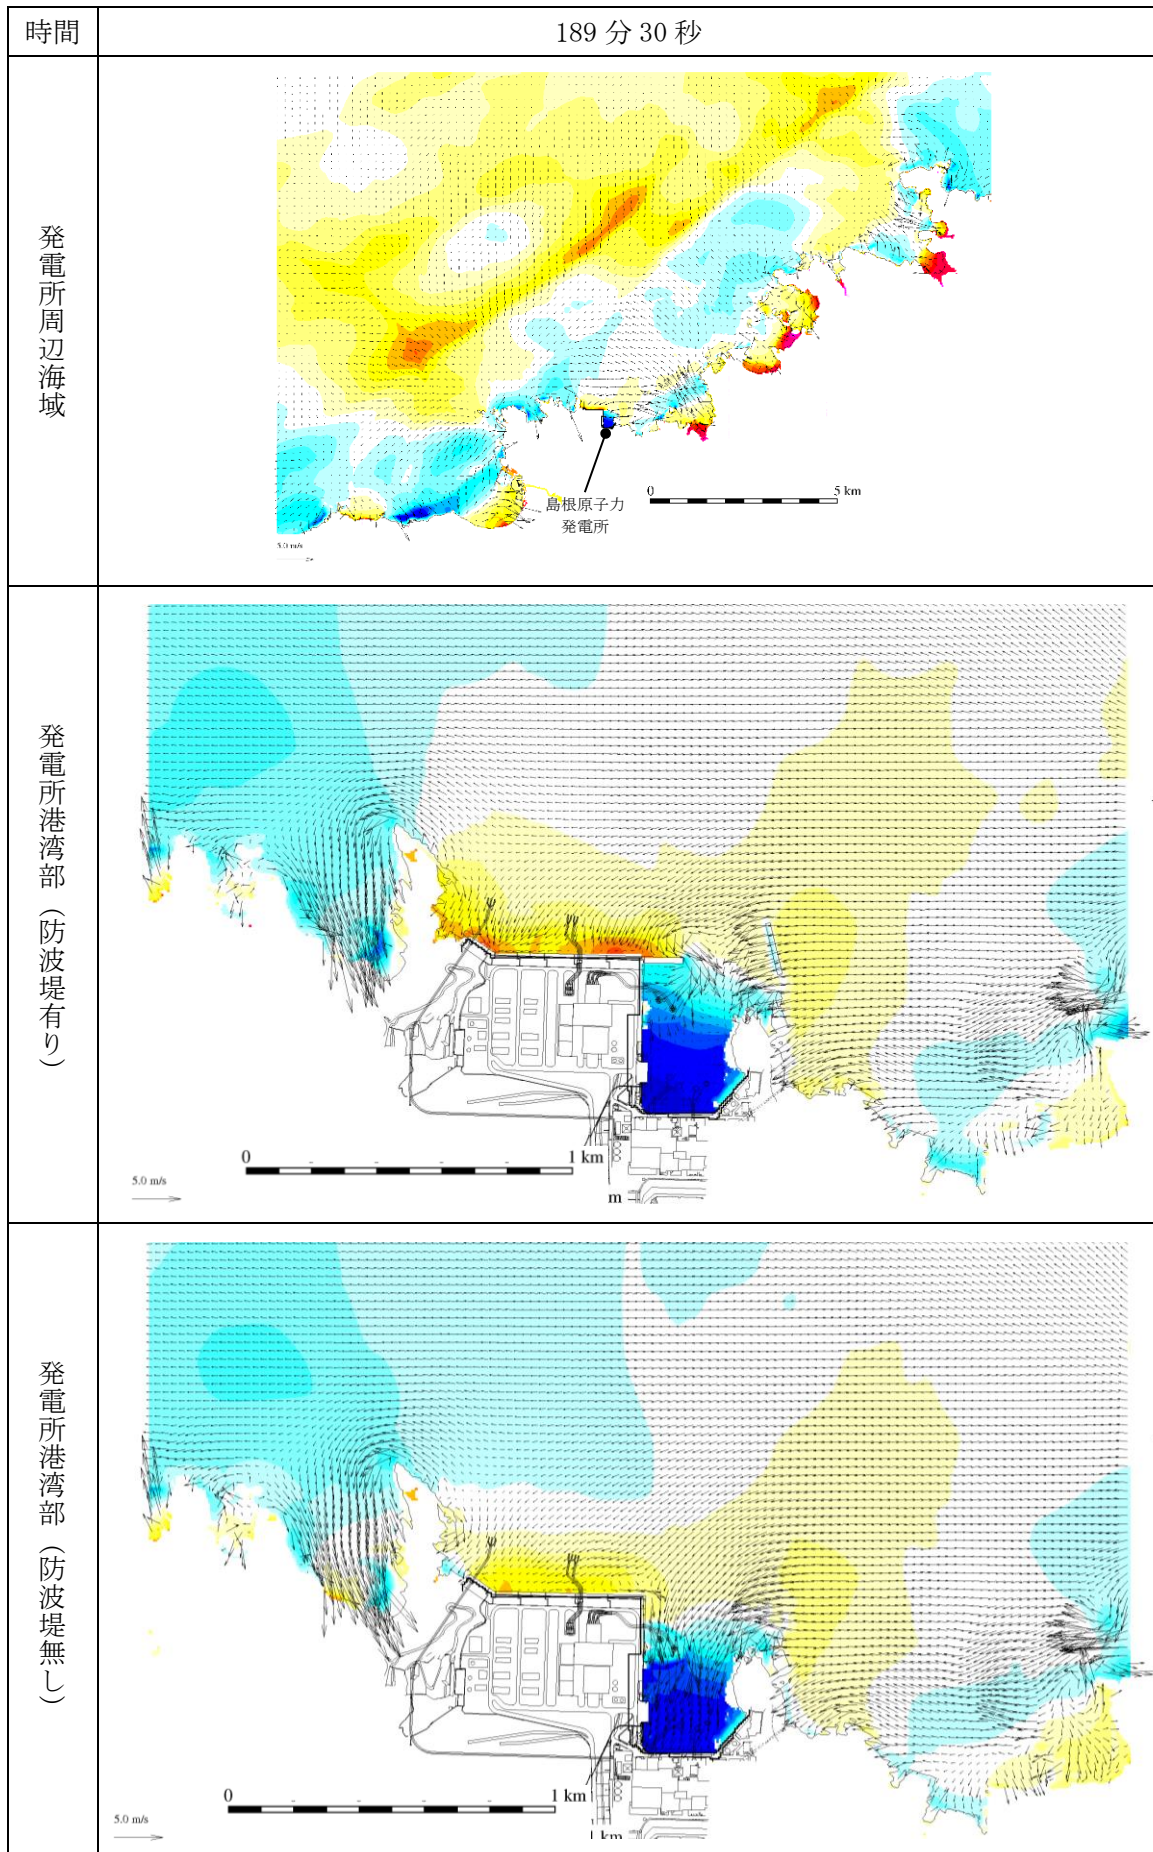 時間
189 分 30 秒
発電所周辺海域
島根原子力
発電所
0 5 km
5.0 m/s
発電所港湾部（防波堤有り）
0 1 km
5.0 m/s
m
発電所港湾部（防波堤無し）
0 1 km
5.0 m/s
km